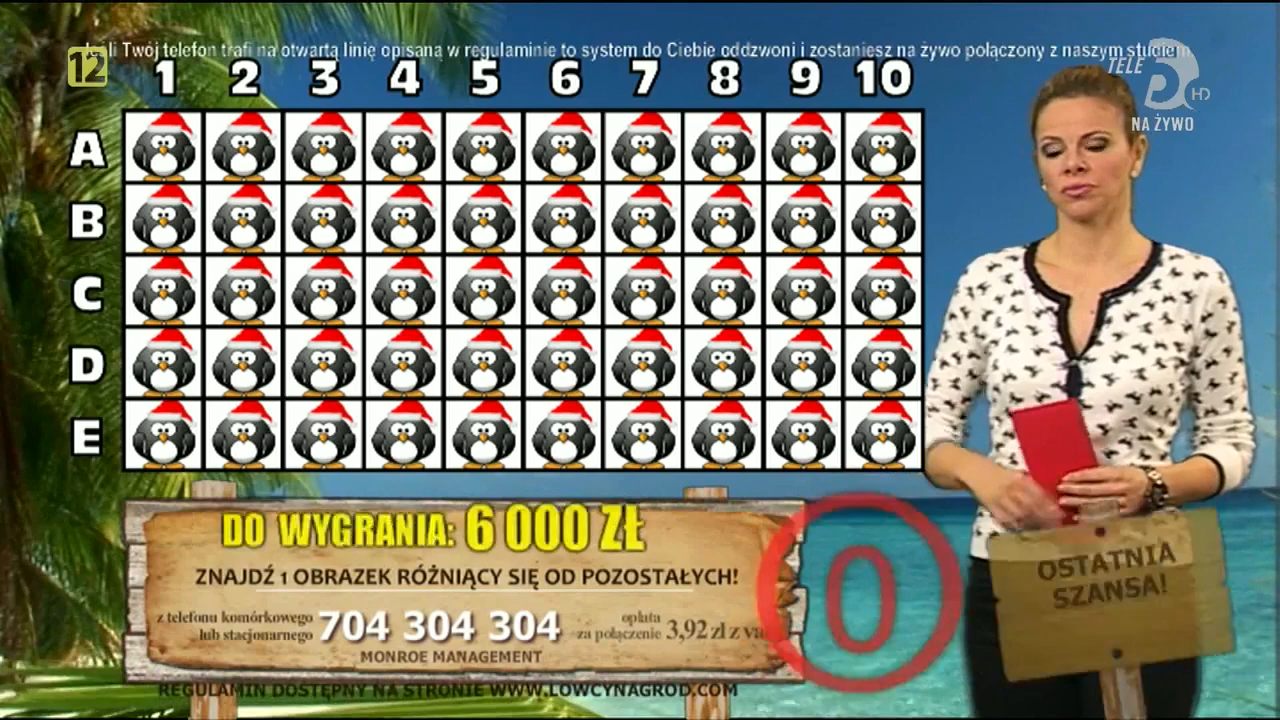 Twój telefon trafi na otwartą linię opisaną w regulaminie to system do Ciebie oddzwoni i zostaniesz na żywo połączony z naszym studiem
12
TELE 5 HD
NA ŻYWO
1 2 3 4 5 6 7 8 9 10
A
B
C
D
E
DO WYGRANIA: 6 000 ZŁ
ZNAJDŹ 1 OBRAZEK RÓŻNIĄCY SIĘ OD POZOSTAŁYCH!
z telefonu komórkowego
lub stacjonarnego
704 304 304
opłata
za połączenie 3,92 zł z
MONROE MANAGEMENT
0
OSTATNIA
SZANSA!
REGULAMIN DOSTĘPNY NA STRONIE WWW.LOWCYNAGROD.COM